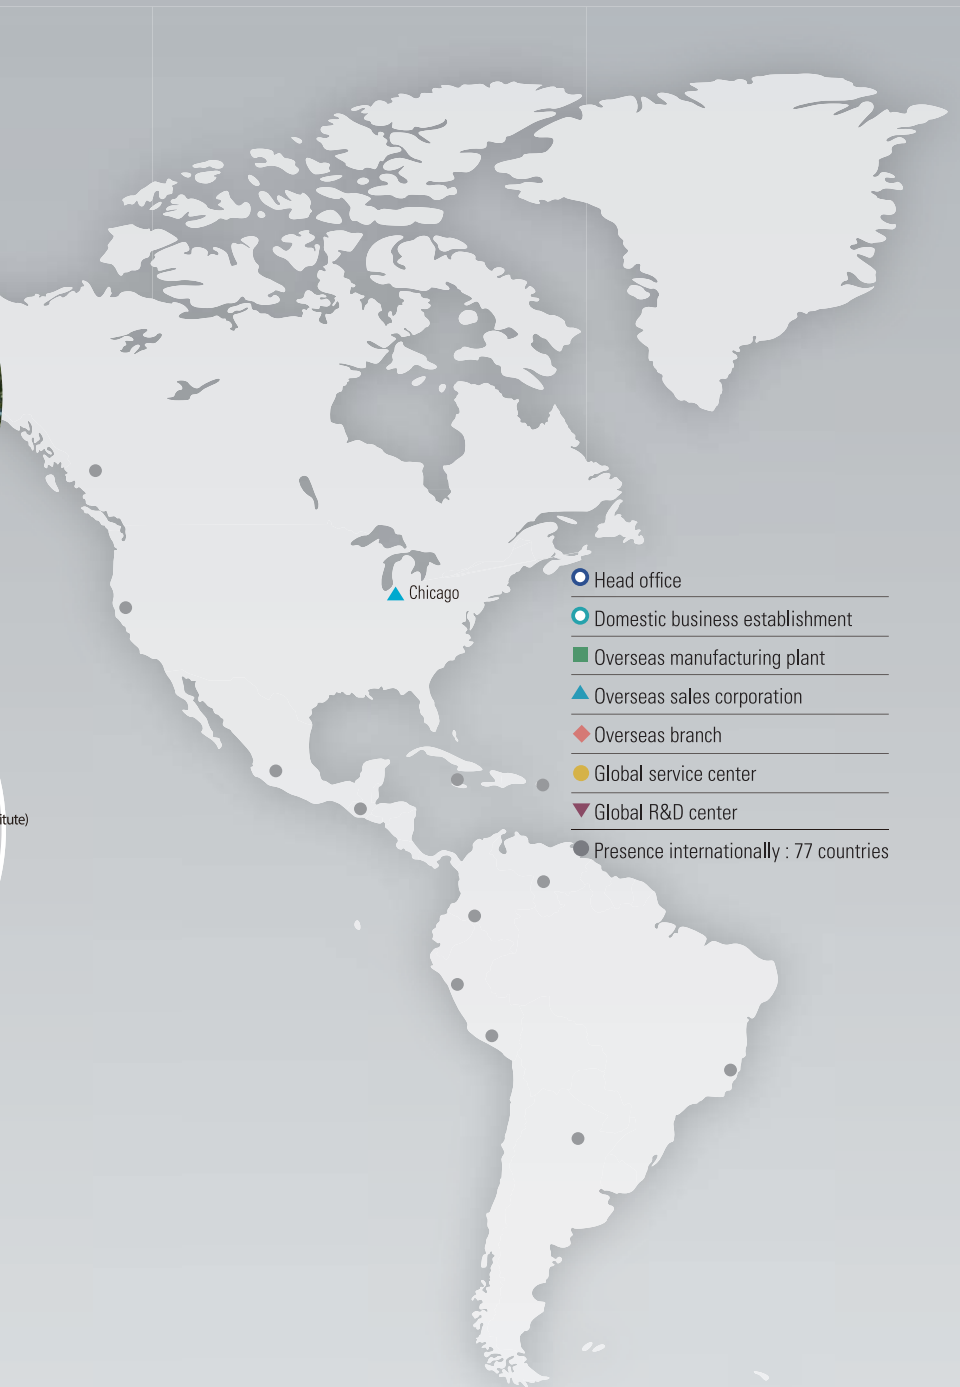 Chicago
Head office
Domestic business establishment
Overseas manufacturing plant
Overseas sales corporation
Overseas branch
Global service center
itute)
Global R&D center
Presence internationally : 77 countries